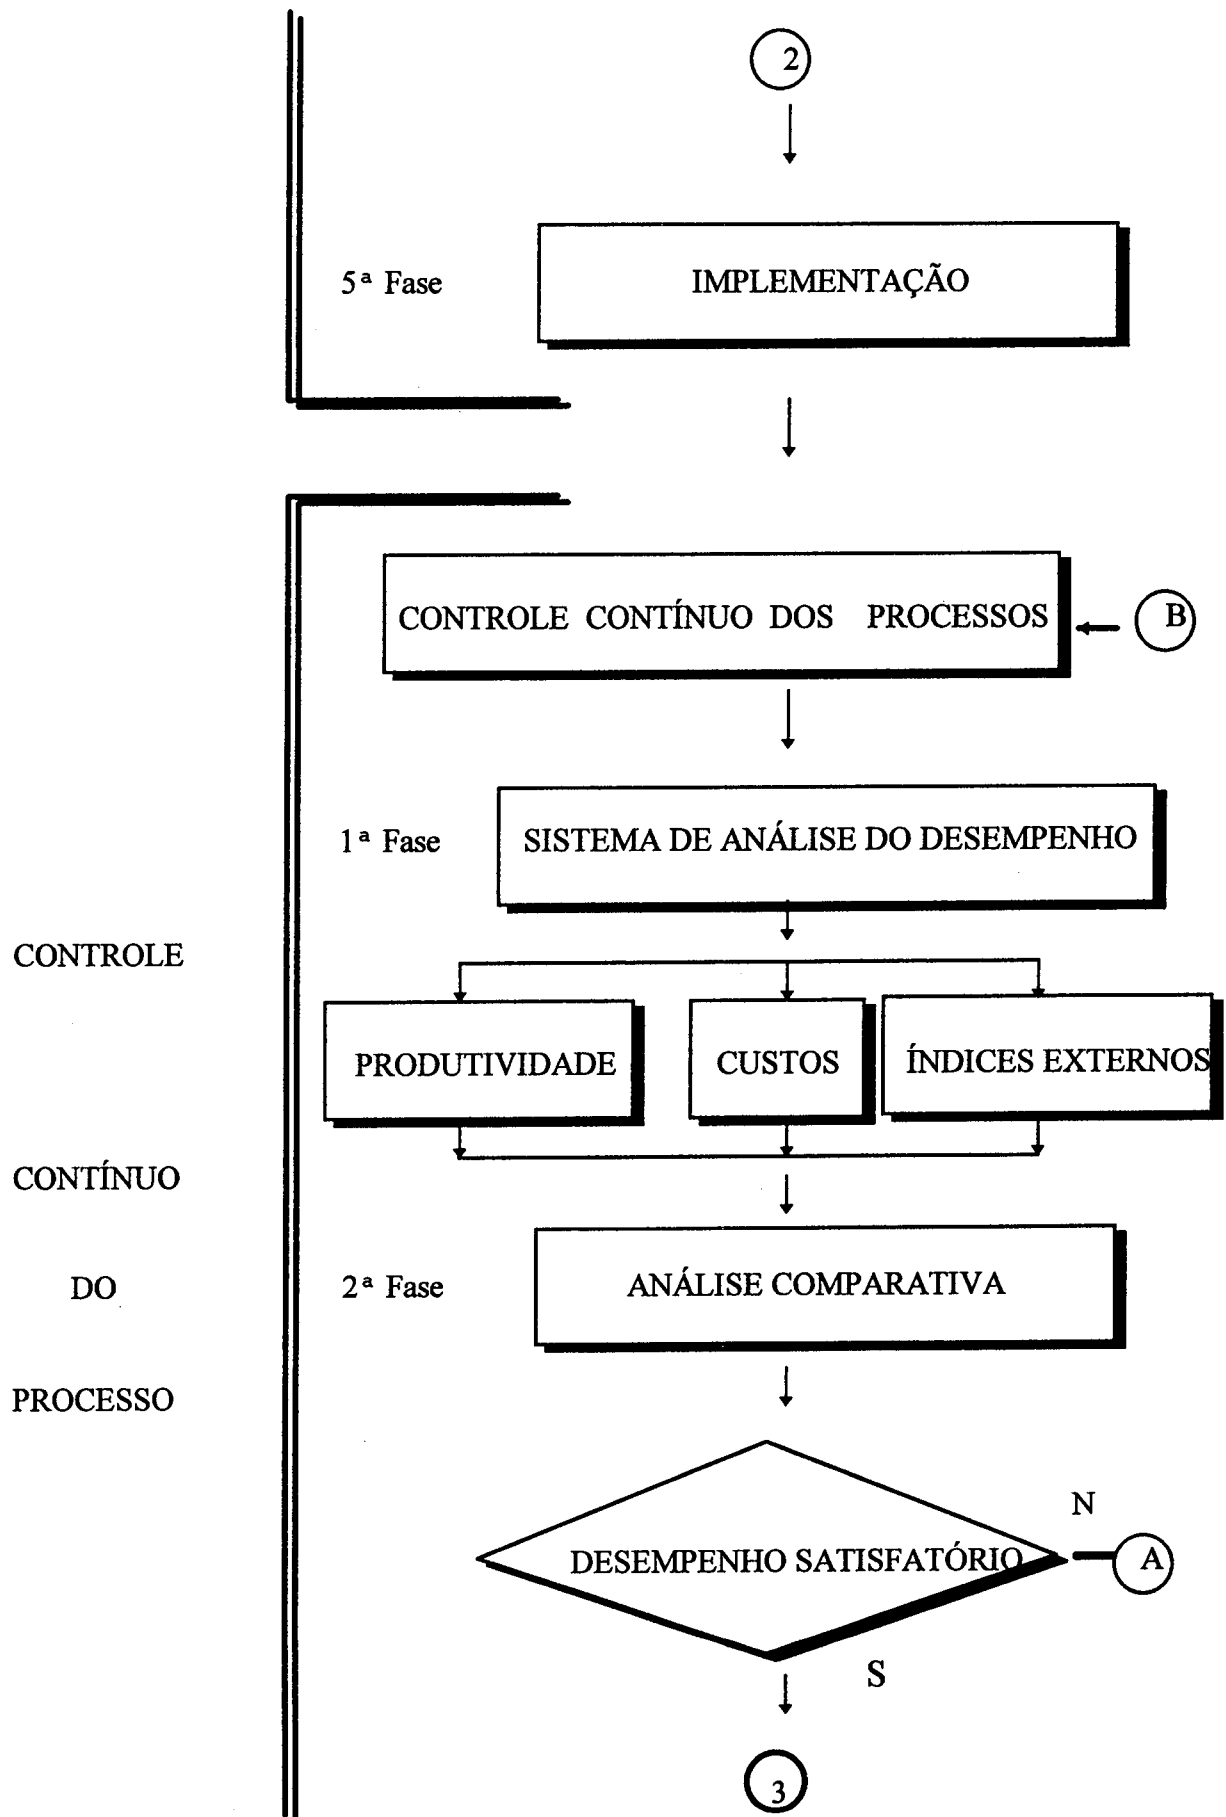 2
5ª Fase
IMPLEMENTAÇÃO
CONTROLE CONTÍNUO DOS PROCESSOS
B
1ª Fase
SISTEMA DE ANÁLISE DO DESEMPENHO
CONTROLE
PRODUTIVIDADE
CUSTOS
ÍNDICES EXTERNOS
CONTÍNUO
DO
2ª Fase
ANÁLISE COMPARATIVA
PROCESSO
N
DESEMPENHO SATISFATÓRIO
A
S
3